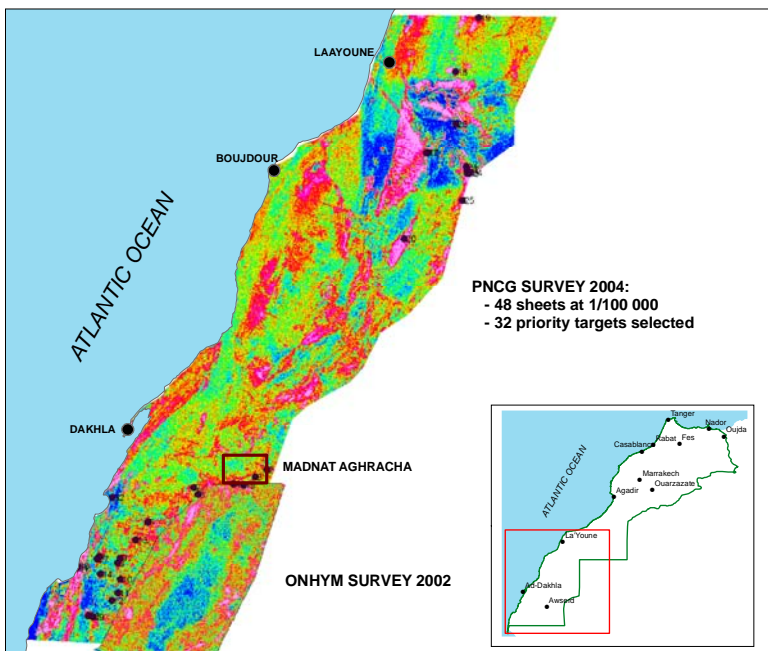 LAAYOUNE
BOUJDOUR
ATLANTIC OCEAN
25
PNCG SURVEY 2004:
- 48 sheets at 1/100 000
- 32 priority targets selected
DAKHLA
MADNAT AGHRACHA
ONHYM SURVEY 2002
Tanger
Nador
Oujda
Casablanc
Rabat
Fes
ATLANTIC OCEAN
Marrakech
Ouarzazate
Agadir
La'Youne
Ad-Dakhla
Awserd